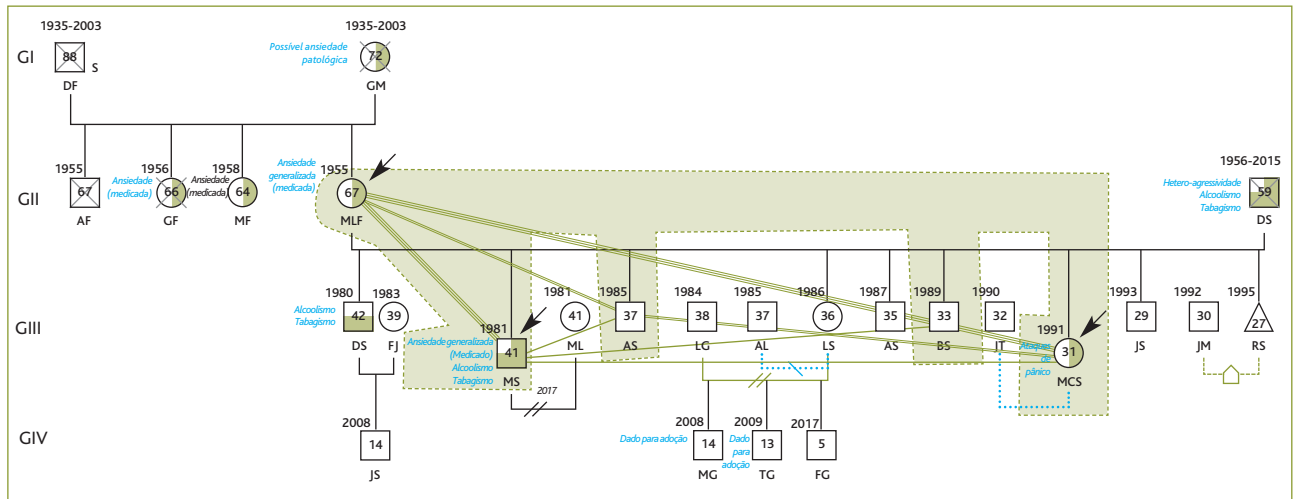 1935-2003
1935-2003
GI
88
S
DF
Possível ansiedade
patológica
72
GM
GII
1955
67
AF
1956
Ansiedade
(medicada)
66
GF
1958
Ansiedade
(medicada)
64
MF
1955
Ansiedade
generalizada
(medicada)
67
MLF
1956-2015
Hetero-agressividade
Alcoolismo
Tabagismo
59
DS
GIII
1980
Alcoolismo
Tabagismo
42
DS
1983
39
FJ
1981
Ansiedade generalizada
(Medicado)
Alcoolismo
Tabagismo
41
MS
1981
41
ML
2017
1985
37
AS
1984
38
LG
1985
37
AL
1986
36
LS
1987
35
AS
1989
33
BS
1990
32
JT
1991
Ataques
de
pânico
31
MCS
1993
29
JS
1992
30
JM
1995
27
RS
GIV
2008
14
JS
2008
Dado para adoção
14
MG
2009
Dado
para
adoção
13
TG
2017
5
FG